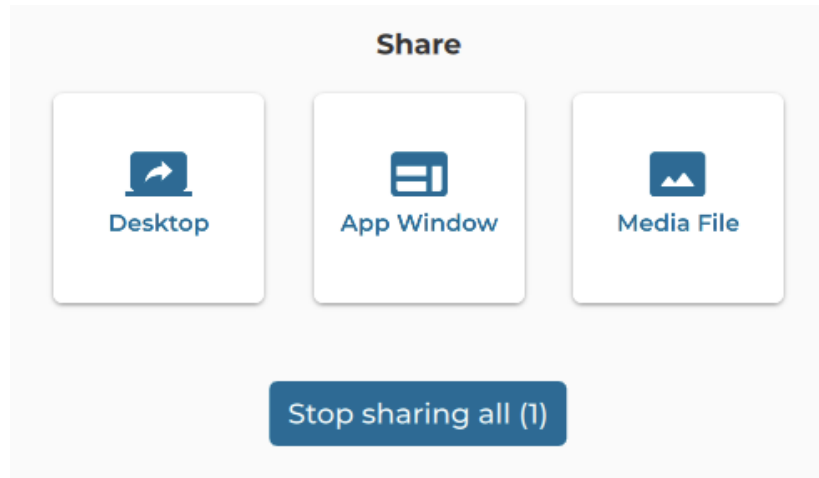 Share
Desktop
App Window
Media File
Stop sharing all (1)